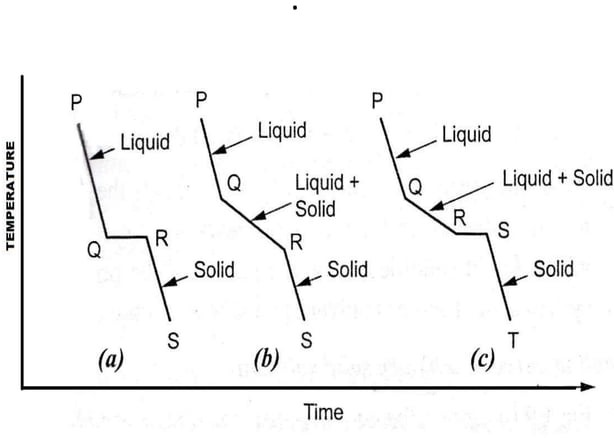 P
Liquid
Q
R
Solid
S
(a)
P
Liquid
Q
Liquid +
Solid
R
Solid
S
(b)
P
Liquid
Q
Liquid + Solid
R
S
Solid
T
(c)
TEMPERATURE
Time